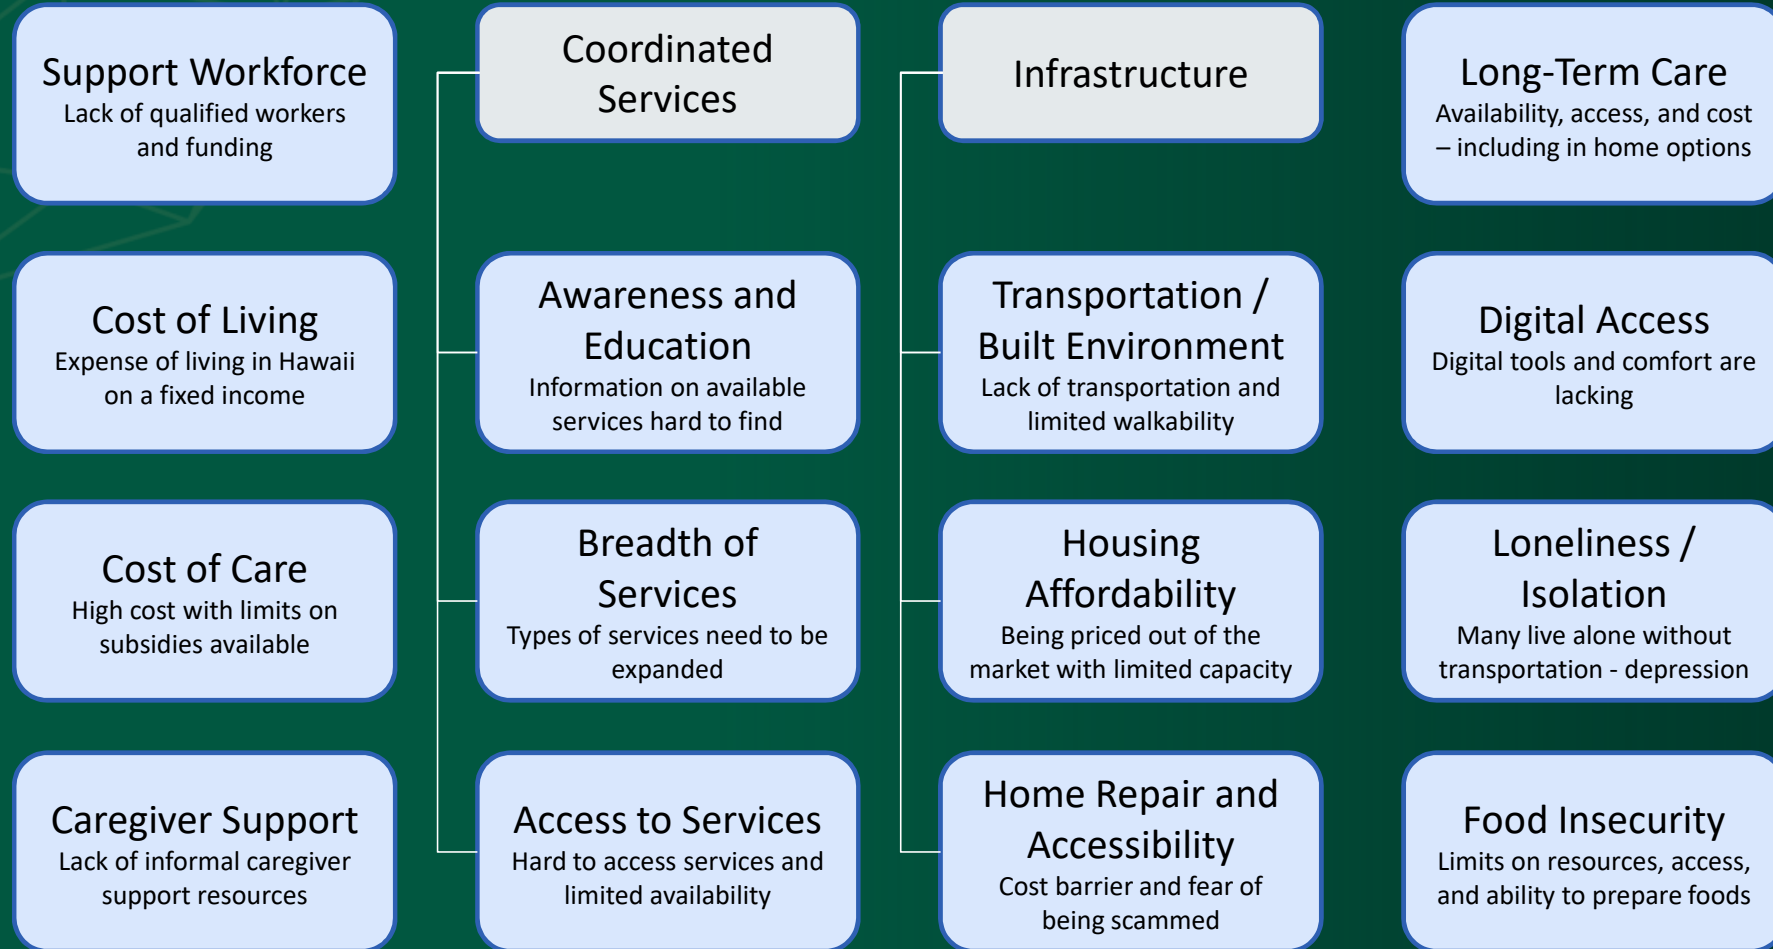 Support Workforce
Lack of qualified workers
and funding
Cost of Living
Expense of living in Hawaii
on a fixed income
Cost of Care
High cost with limits on
subsidies available
Caregiver Support
Lack of informal caregiver
support resources
Coordinated
Services
Awareness and
Education
Information on available
services hard to find
Breadth of
Services
Types of services need to be
expanded
Access to Services
Hard to access services and
limited availability
Infrastructure
Transportation /
Built Environment
Lack of transportation and
limited walkability
Housing
Affordability
Being priced out of the
market with limited capacity
Home Repair and
Accessibility
Cost barrier and fear of
being scammed
Long-Term Care
Availability, access, and cost
– including in home options
Digital Access
Digital tools and comfort are
lacking
Loneliness /
Isolation
Many live alone without
transportation - depression
Food Insecurity
Limits on resources, access,
and ability to prepare foods